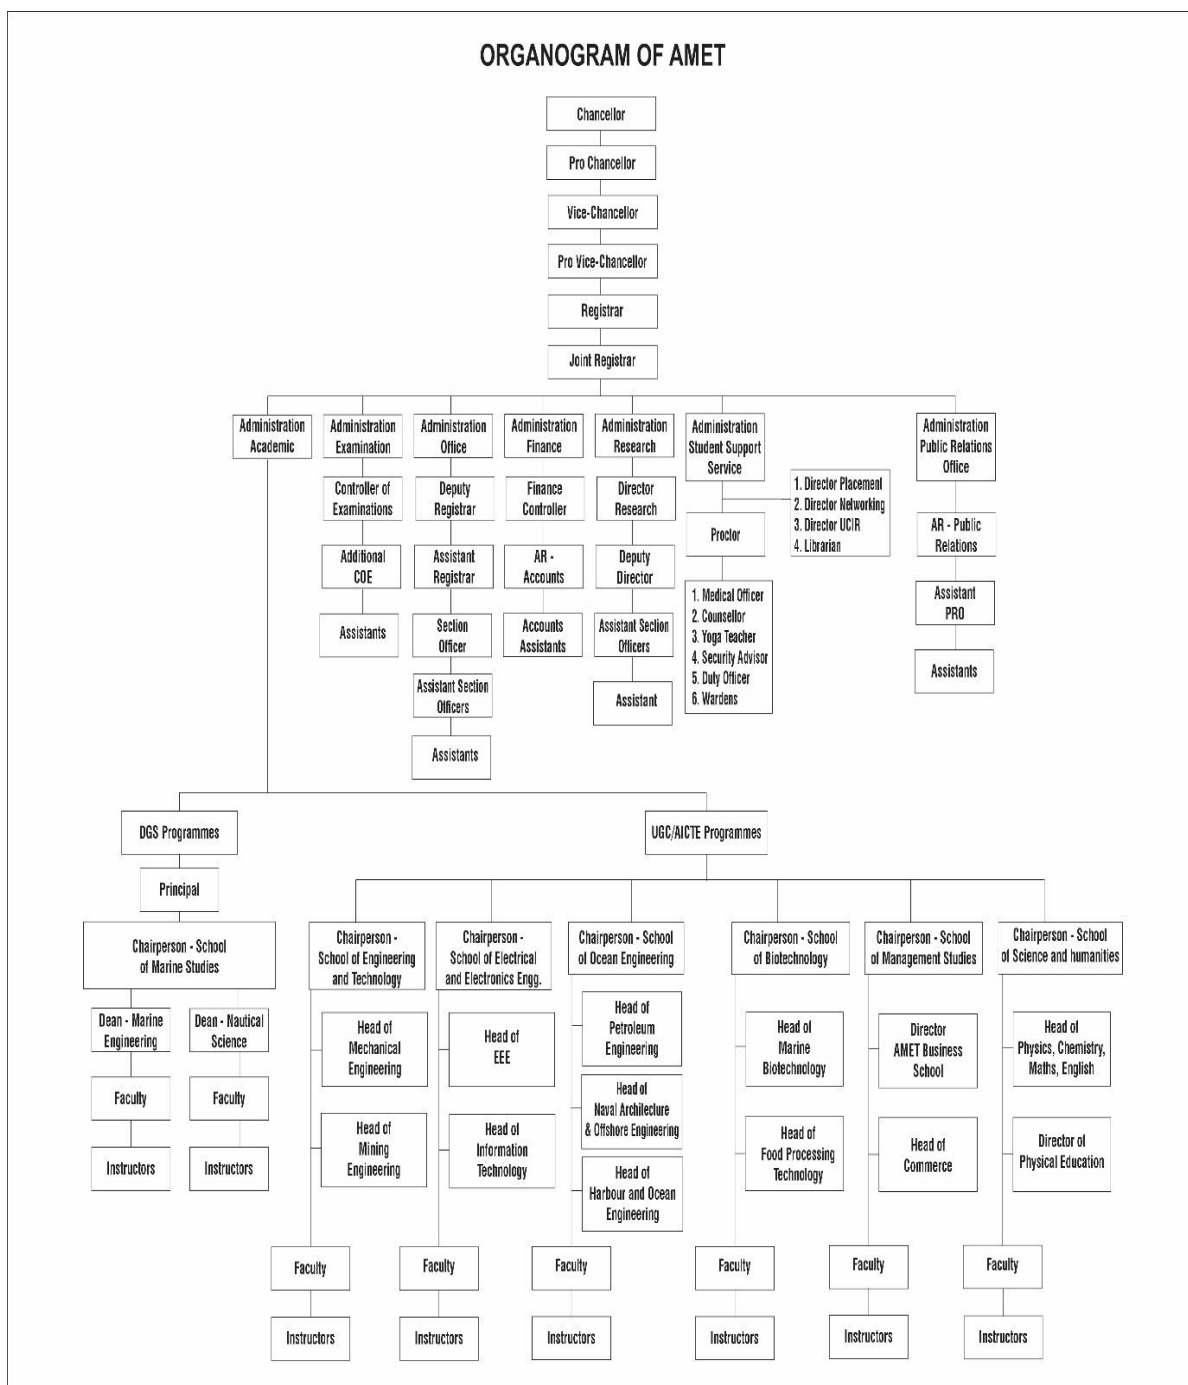 ORGANOGRAM OF AMET
Chancellor
Pro Chancellor
Vice-Chancellor
Pro Vice-Chancellor
Registrar
Joint Registrar
Administration
Academic
Administration
Examination
Administration
Office
Administration
Finance
Administration
Research
Administration
Student Support
Service
Administration
Public Relations
Office
Controller of
Examinations
Deputy
Registrar
Finance
Controller
Director
Research
1. Director Placement
2. Director Networking
3. Director UCIR
4. Librarian
Proctor
AR - Public
Relations
Additional
COE
Assistant
Registrar
AR -
Accounts
Deputy
Director
1. Medical Officer
2. Counsellor
3. Yoga Teacher
4. Security Advisor
5. Duty Officer
6. Wardens
Assistant
PRO
Assistants
Section
Officer
Accounts
Assistants
Assistant Section
Officers
Assistants
Assistant Section
Officers
Assistant
Assistants
DGS Programmes
UGC/AICTE Programmes
Principal
Chairperson - School
of Marine Studies
Chairperson -
School of Engineering
and Technology
Chairperson -
School of Electrical
and Electronics Engg.
Chairperson - School
of Ocean Engineering
Chairperson - School
of Biotechnology
Chairperson - School
of Management Studies
Chairperson - School
of Science and humanities
Dean - Marine
Engineering
Dean - Nautical
Science
Head of
Mechanical
Engineering
Head of
EEE
Head of
Petroleum
Engineering
Head of
Marine
Biotechnology
Director
AMET Business
School
Head of
Physics, Chemistry,
Maths, English
Faculty
Faculty
Head of
Naval Architecture
& Offshore Engineering
Head of
Mining
Engineering
Head of
Information
Technology
Head of
Food Processing
Technology
Head of
Commerce
Director of
Physical Education
Instructors
Instructors
Head of
Harbour and Ocean
Engineering
Faculty
Faculty
Faculty
Faculty
Faculty
Faculty
Instructors
Instructors
Instructors
Instructors
Instructors
Instructors